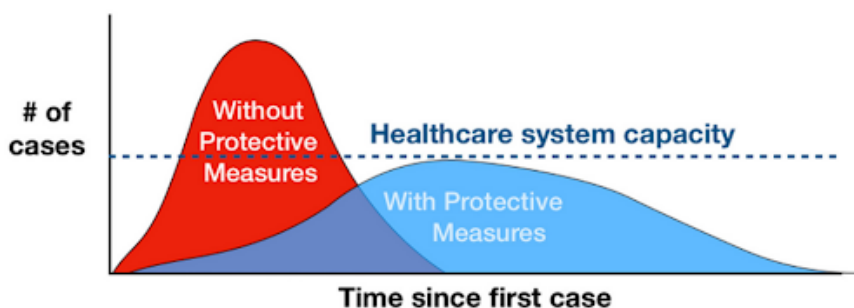 # of
cases
Without
Protective
Measures
Healthcare system capacity
With Protective
Measures
Time since first case